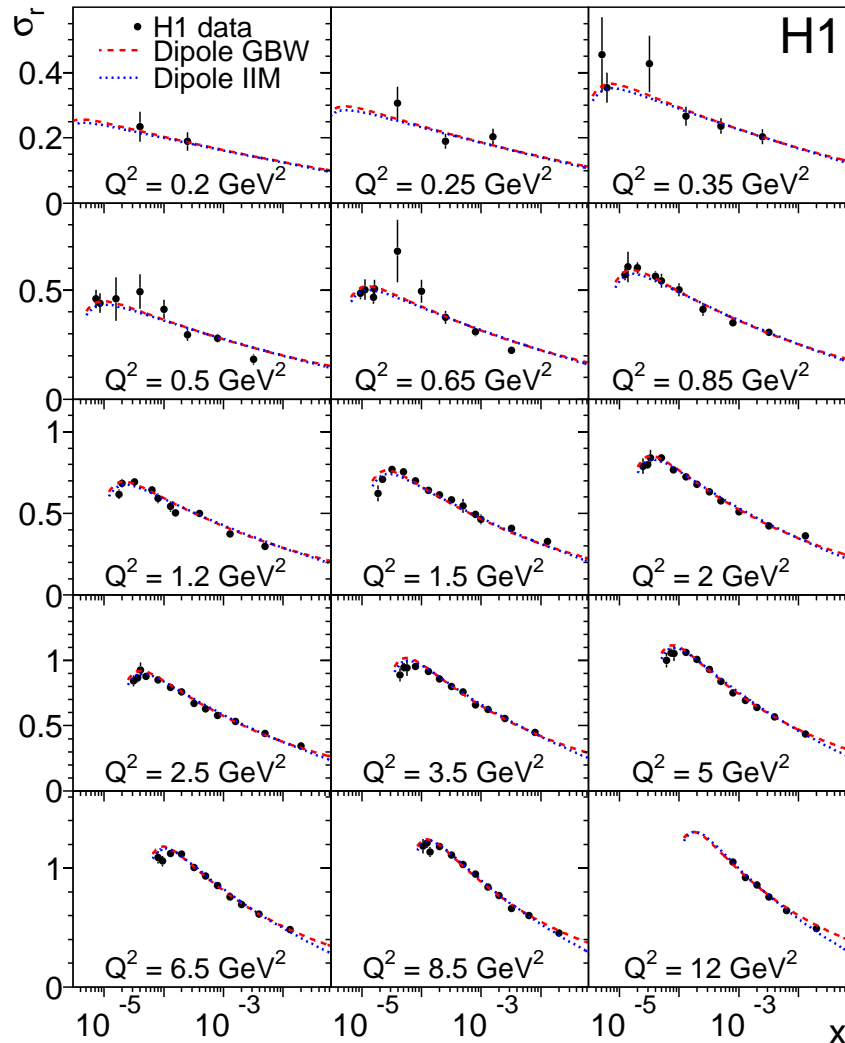 σr
H1 data
Dipole GBW
Dipole IIM
H1
0.4
0.2
0
Q² = 0.2 GeV²
Q² = 0.25 GeV²
Q² = 0.35 GeV²
0.5
0
Q² = 0.5 GeV²
Q² = 0.65 GeV²
Q² = 0.85 GeV²
1
0.5
0
Q² = 1.2 GeV²
Q² = 1.5 GeV²
Q² = 2 GeV²
1
0.5
0
Q² = 2.5 GeV²
Q² = 3.5 GeV²
Q² = 5 GeV²
1
0
Q² = 6.5 GeV²
Q² = 8.5 GeV²
Q² = 12 GeV²
10⁻⁵ 10⁻³ 10⁻⁵ 10⁻³ 10⁻⁵ 10⁻³ x